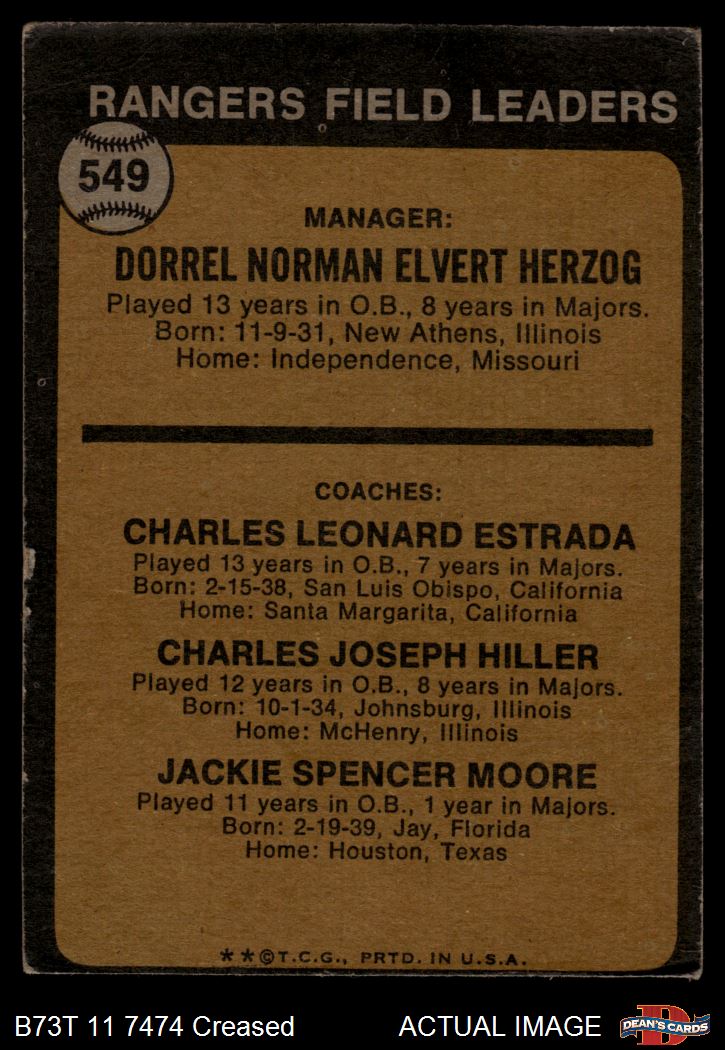 RANGERS FIELD LEADERS
549
MANAGER:
DORREL NORMAN ELVERT HERZOG
Played 13 years in O.B., 8 years in Majors.
Born: 11-9-31, New Athens, Illinois
Home: Independence, Missouri
COACHES:
CHARLES LEONARD ESTRADA
Played 13 years in O.B., 7 years in Majors.
Born: 2-15-38, San Luis Obispo, California
Home: Santa Margarita, California
CHARLES JOSEPH HILLER
Played 12 years in O.B., 8 years in Majors.
Born: 10-1-34, Johnsburg, Illinois
Home: McHenry, Illinois
JACKIE SPENCER MOORE
Played 11 years in O.B., 1 year in Majors.
Born: 2-19-39, Jay, Florida
Home: Houston, Texas
**©T.C.G., PRTD. IN U.S.A.
B73T 11 7474 Creased ACTUAL IMAGE
D
DEAN'S CARDS